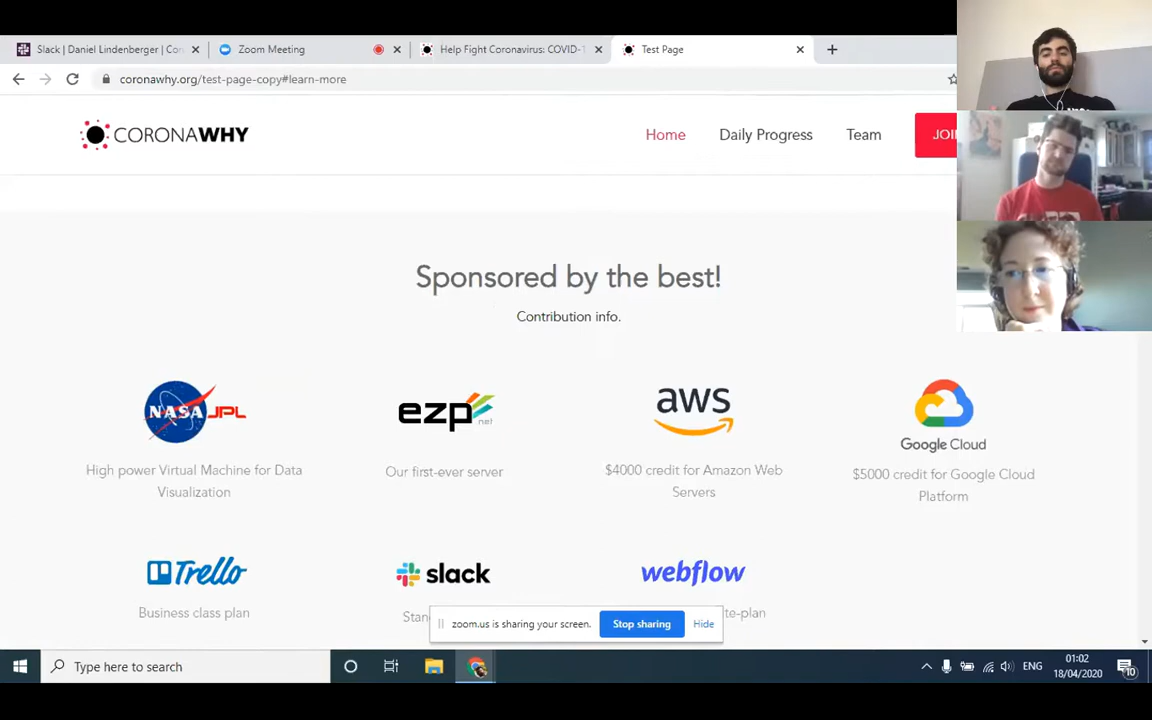 Slack | Daniel Lindenberger | Cor
Zoom Meeting
Help Fight Coronavirus: COVID-1
Test Page
coronawhy.org/test-page-copy#learn-more
CORONAWHY
Home
Daily Progress
Team
JOI
Sponsored by the best!
Contribution info.
NASA JPL
ezp net
aws
Google Cloud
High power Virtual Machine for Data
Visualization
Our first-ever server
$4000 credit for Amazon Web
Servers
$5000 credit for Google Cloud
Platform
Trello
slack
webflow
Business class plan
Stan
te-plan
zoom.us is sharing your screen.
Stop sharing
Hide
Type here to search
ENG
01:02
18/04/2020
10